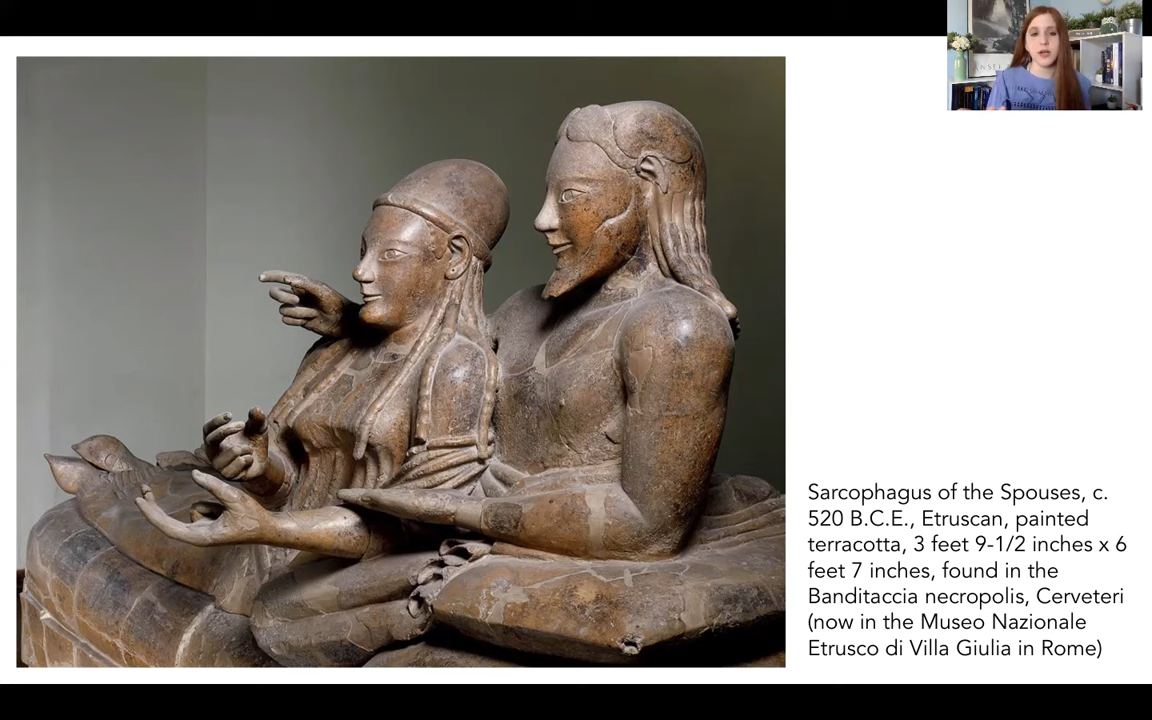 Sarcophagus of the Spouses, c.
520 B.C.E., Etruscan, painted
terracotta, 3 feet 9-1/2 inches x 6
feet 7 inches, found in the
Banditaccia necropolis, Cerveteri
(now in the Museo Nazionale
Etrusco di Villa Giulia in Rome)